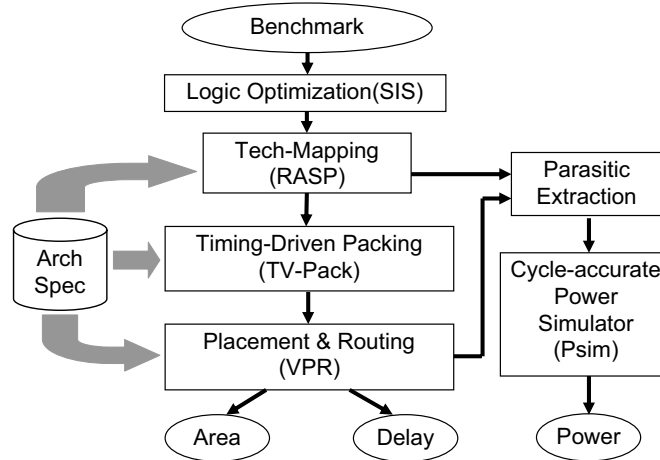 Benchmark
Logic Optimization(SIS)
Tech-Mapping
(RASP)
Parasitic
Extraction
Arch
Spec
Timing-Driven Packing
(TV-Pack)
Cycle-accurate
Power
Simulator
(Psim)
Placement & Routing
(VPR)
Area
Delay
Power